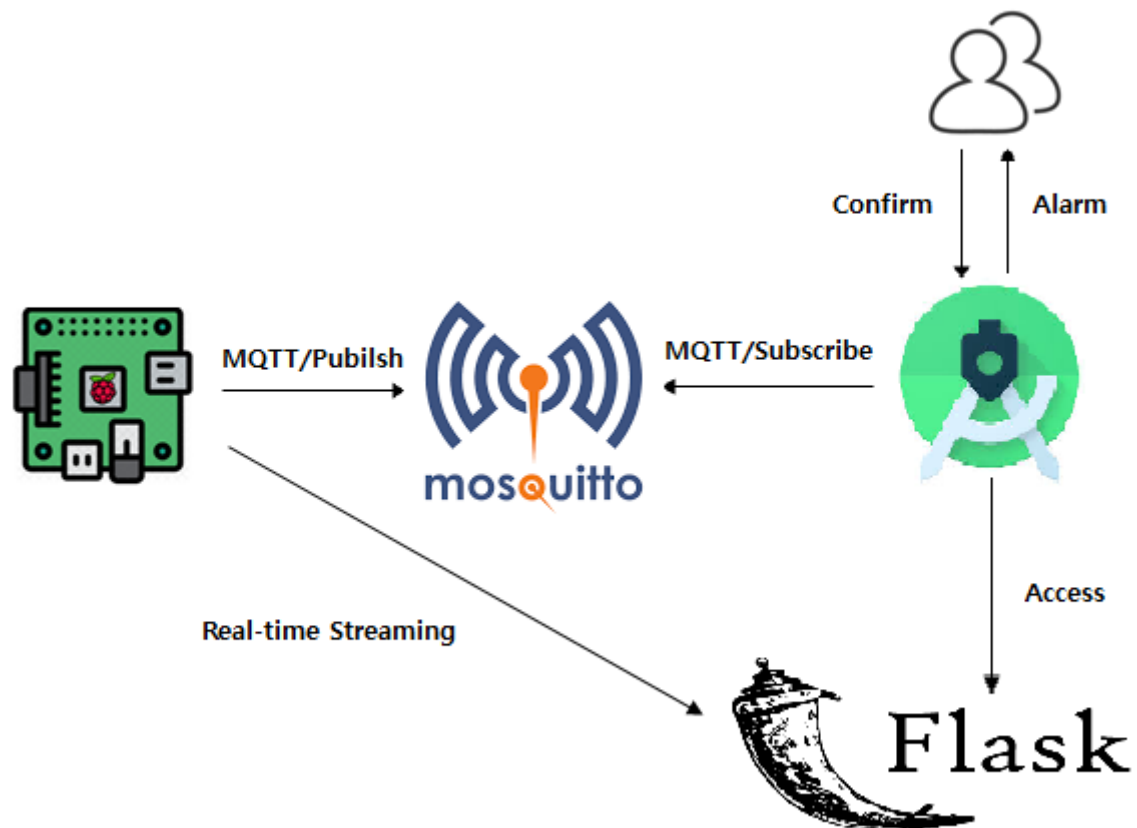 Confirm
Alarm
MQTT/Pubilsh
MQTT/Subscribe
mosquitto
Access
Real-time Streaming
Flask